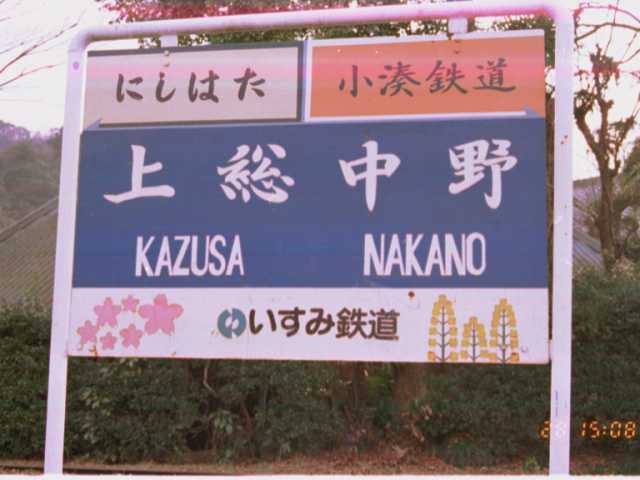 にしはた 小湊鉄道
上総中野
KAZUSA NAKANO
いすみ鉄道
28 15:08